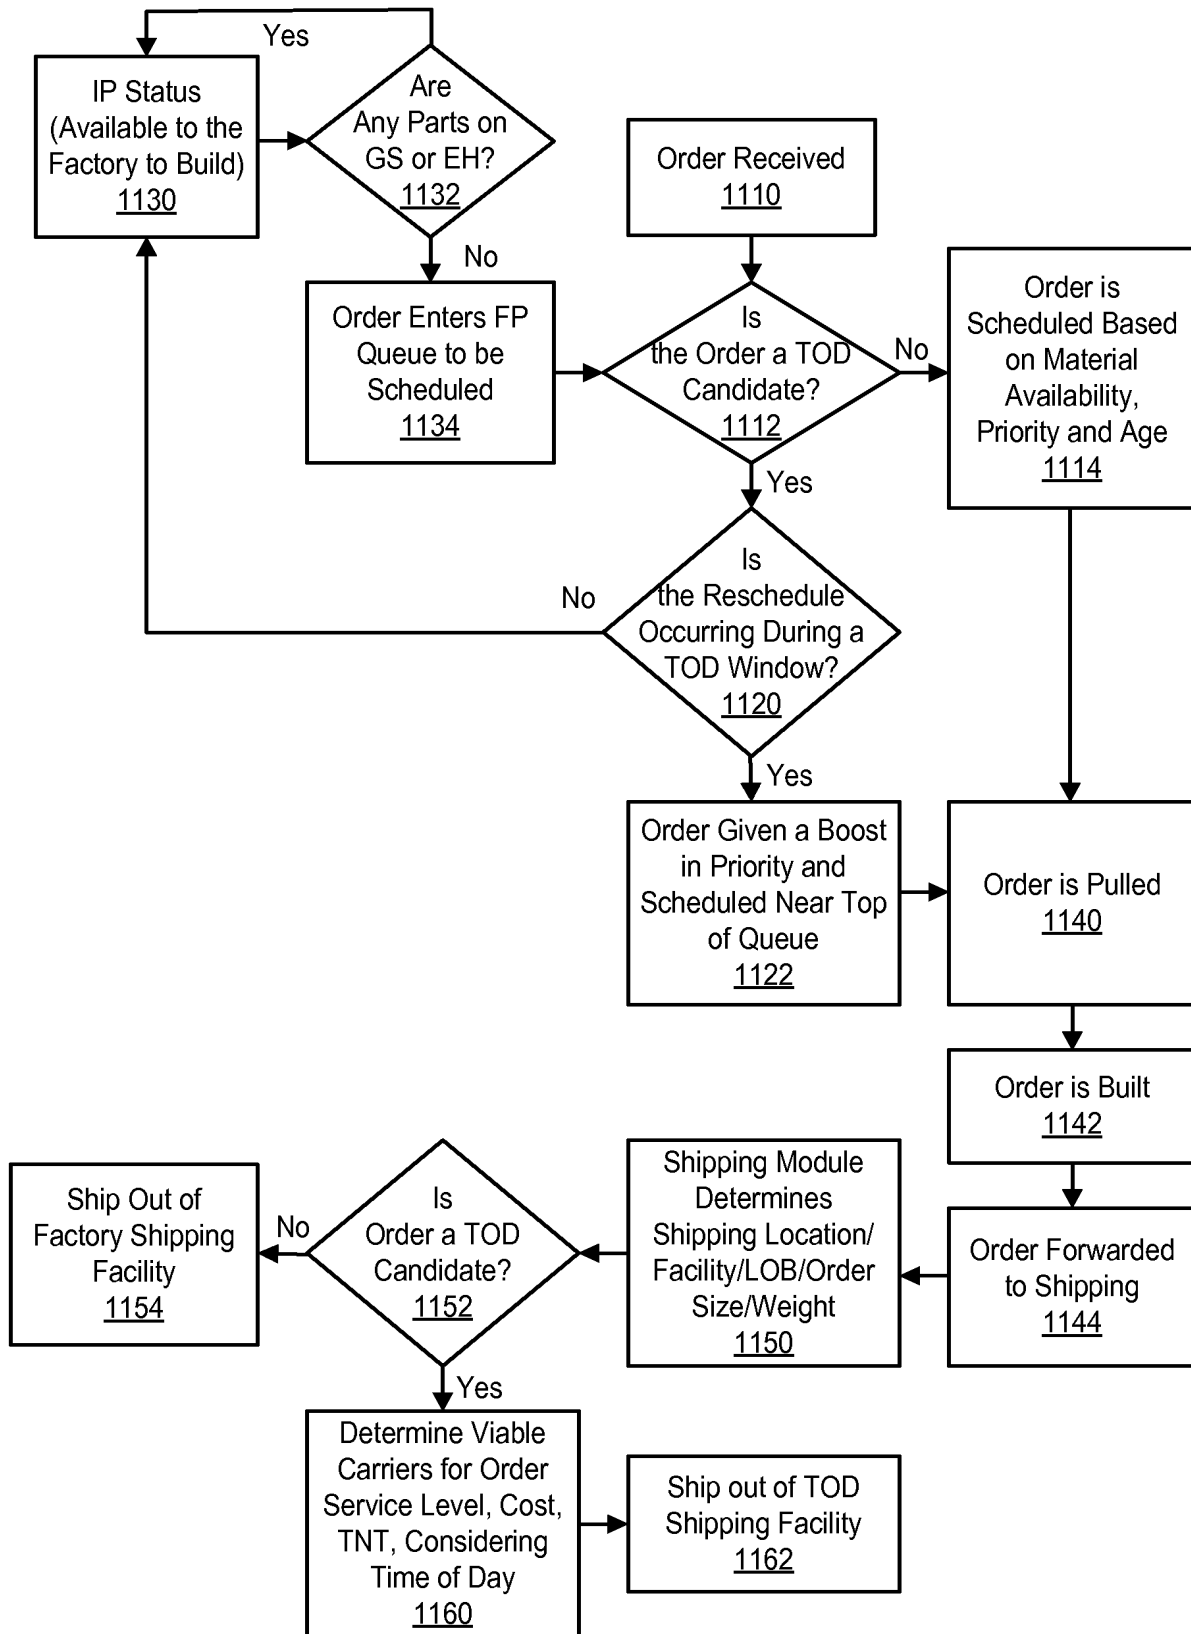 Yes
IP Status
(Available to the
Factory to Build)
1130
Are
Any Parts on
GS or EH?
1132
No
Order Received
1110
Order Enters FP
Queue to be
Scheduled
1134
Is
the Order a TOD
Candidate?
1112
No
Order is
Scheduled Based
on Material
Availability,
Priority and Age
1114
Yes
Is
the Reschedule
Occurring During a
TOD Window?
1120
No
Yes
Order Given a Boost
in Priority and
Scheduled Near Top
of Queue
1122
Order is Pulled
1140
Order is Built
1142
Order Forwarded
to Shipping
1144
Shipping Module
Determines
Shipping Location/
Facility/LOB/Order
Size/Weight
1150
Is
Order a TOD
Candidate?
1152
No
Ship Out of
Factory Shipping
Facility
1154
Yes
Determine Viable
Carriers for Order
Service Level, Cost,
TNT, Considering
Time of Day
1160
Ship out of TOD
Shipping Facility
1162